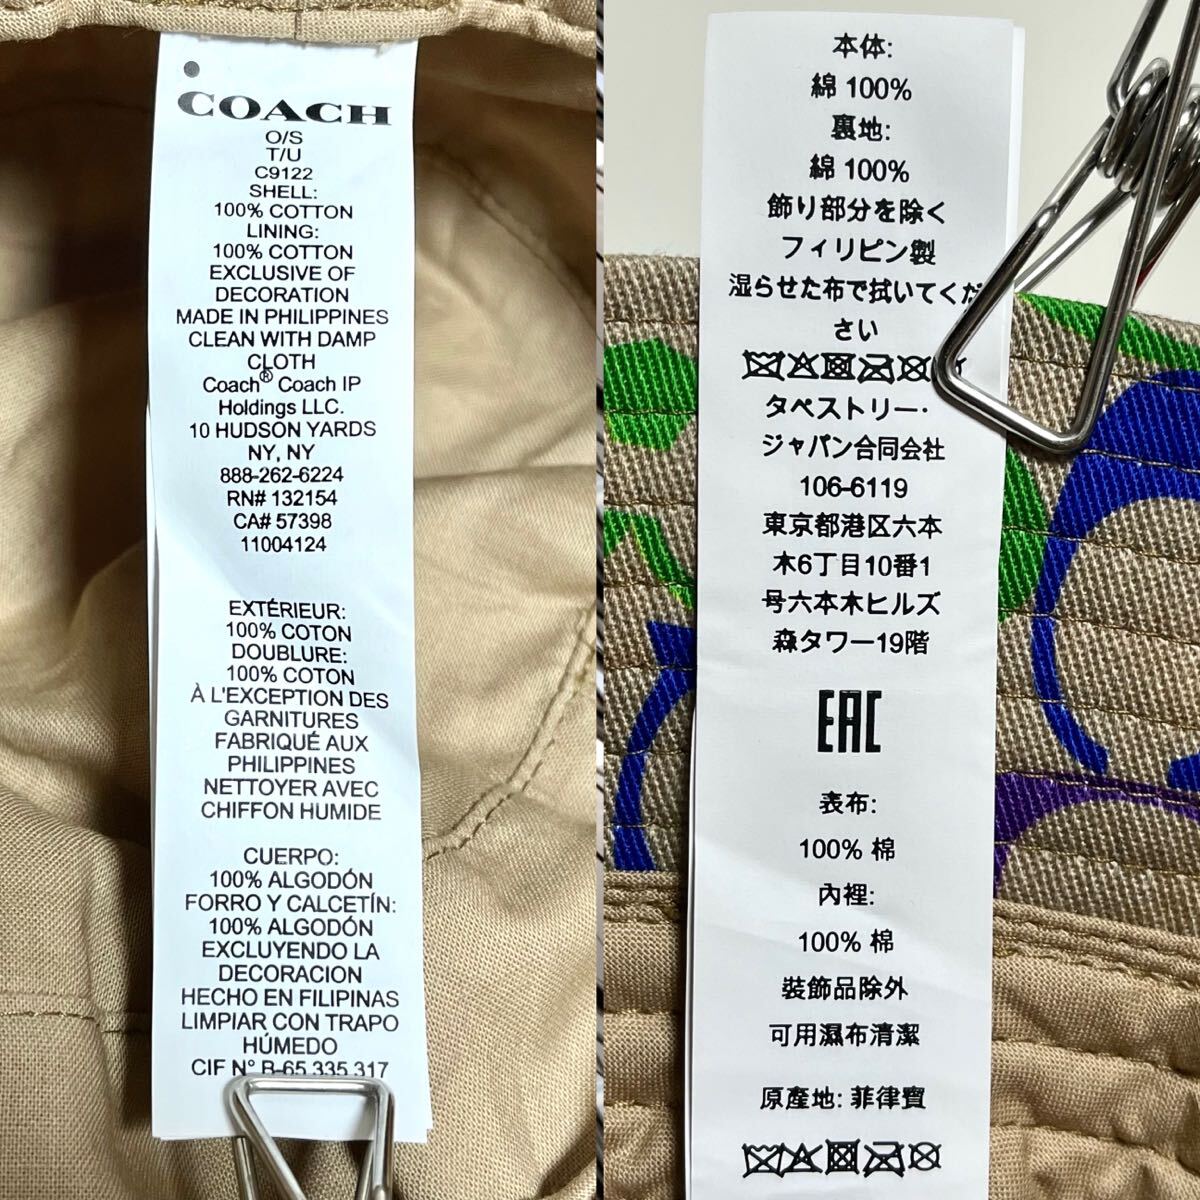 COACH
O/S
T/U
C9122
SHELL:
100% COTTON
LINING:
100% COTTON
EXCLUSIVE OF
DECORATION
MADE IN PHILIPPINES
CLEAN WITH DAMP
CLOTH
Coach® Coach IP
Holdings LLC.
10 HUDSON YARDS
NY, NY
888-262-6224
RN# 132154
CA# 57398
11004124
EXTÉRIEUR:
100% COTON
DOUBLURE:
100% COTON
À L'EXCEPTION DES
GARNITURES
FABRIQUÉ AUX
PHILIPPINES
NETTOYER AVEC
CHIFFON HUMIDE
CUERPO:
100% ALGODÓN
FORRO Y CALCETÍN:
100% ALGODÓN
EXCLUYENDO LA
DECORACION
HECHO EN FILIPINAS
LIMPIAR CON TRAPO
HÚMEDO
CIF N° B-65 335 317
本体:
綿 100%
裏地:
綿 100%
飾り部分を除く
フィリピン製
湿らせた布で拭いてくだ
さい
タペストリー・
ジャパン合同会社
106-6119
東京都港区六本
木6丁目10番1
号六本木ヒルズ
森タワー19階
EAC
表布:
100% 棉
內裡:
100% 棉
裝飾品除外
可用濕布清潔
原產地: 菲律賓